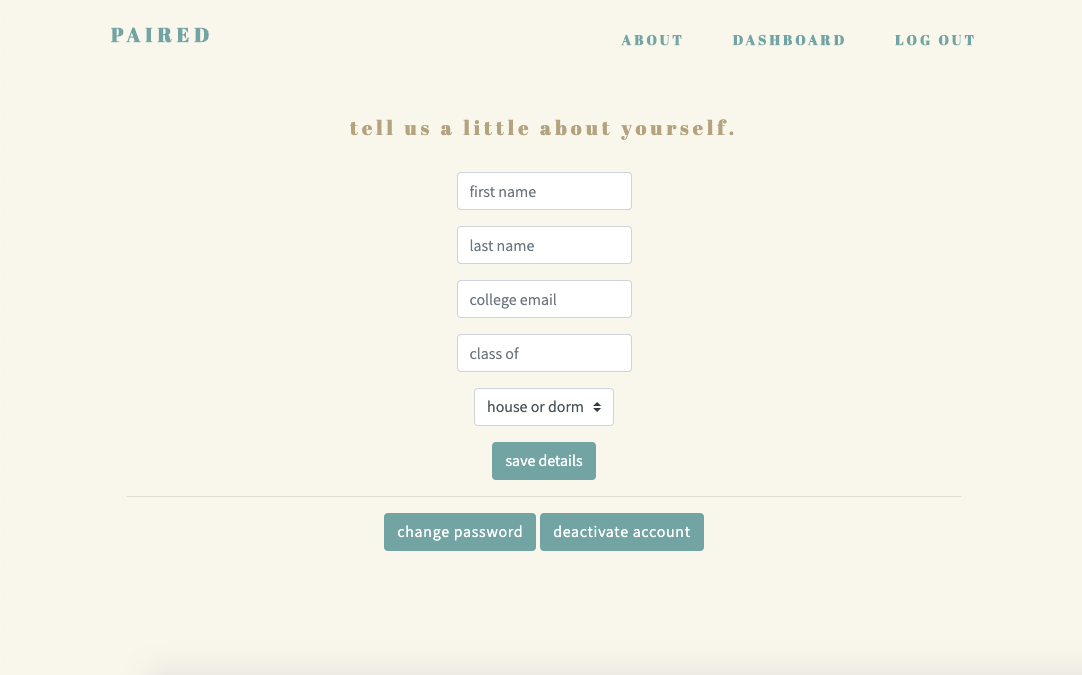 PAIRED
ABOUT DASHBOARD LOG OUT
tell us a little about yourself.
first name
last name
college email
class of
house or dorm
save details
change password deactivate account